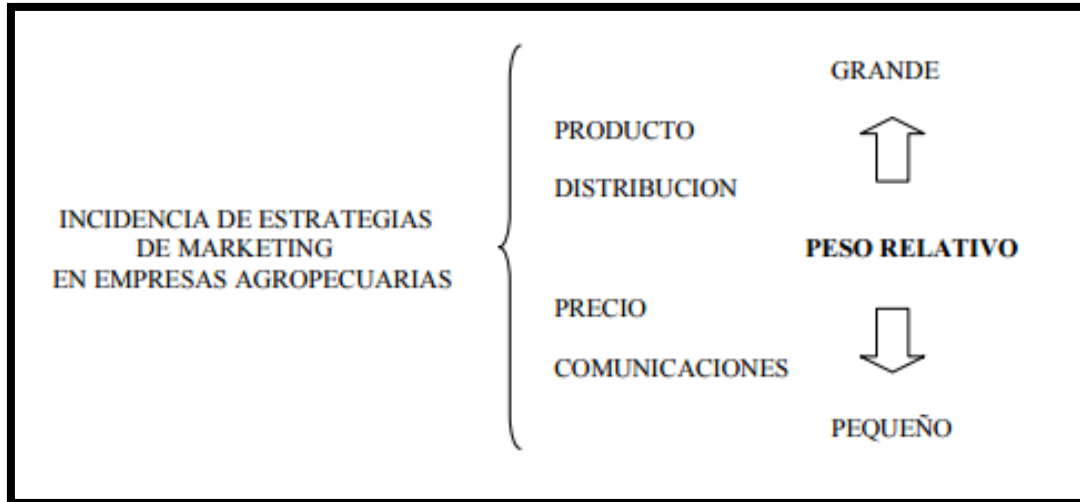 GRANDE
PRODUCTO
DISTRIBUCION
INCIDENCIA DE ESTRATEGIAS
DE MARKETING
EN EMPRESAS AGROPECUARIAS
PESO RELATIVO
PRECIO
COMUNICACIONES
PEQUEÑO